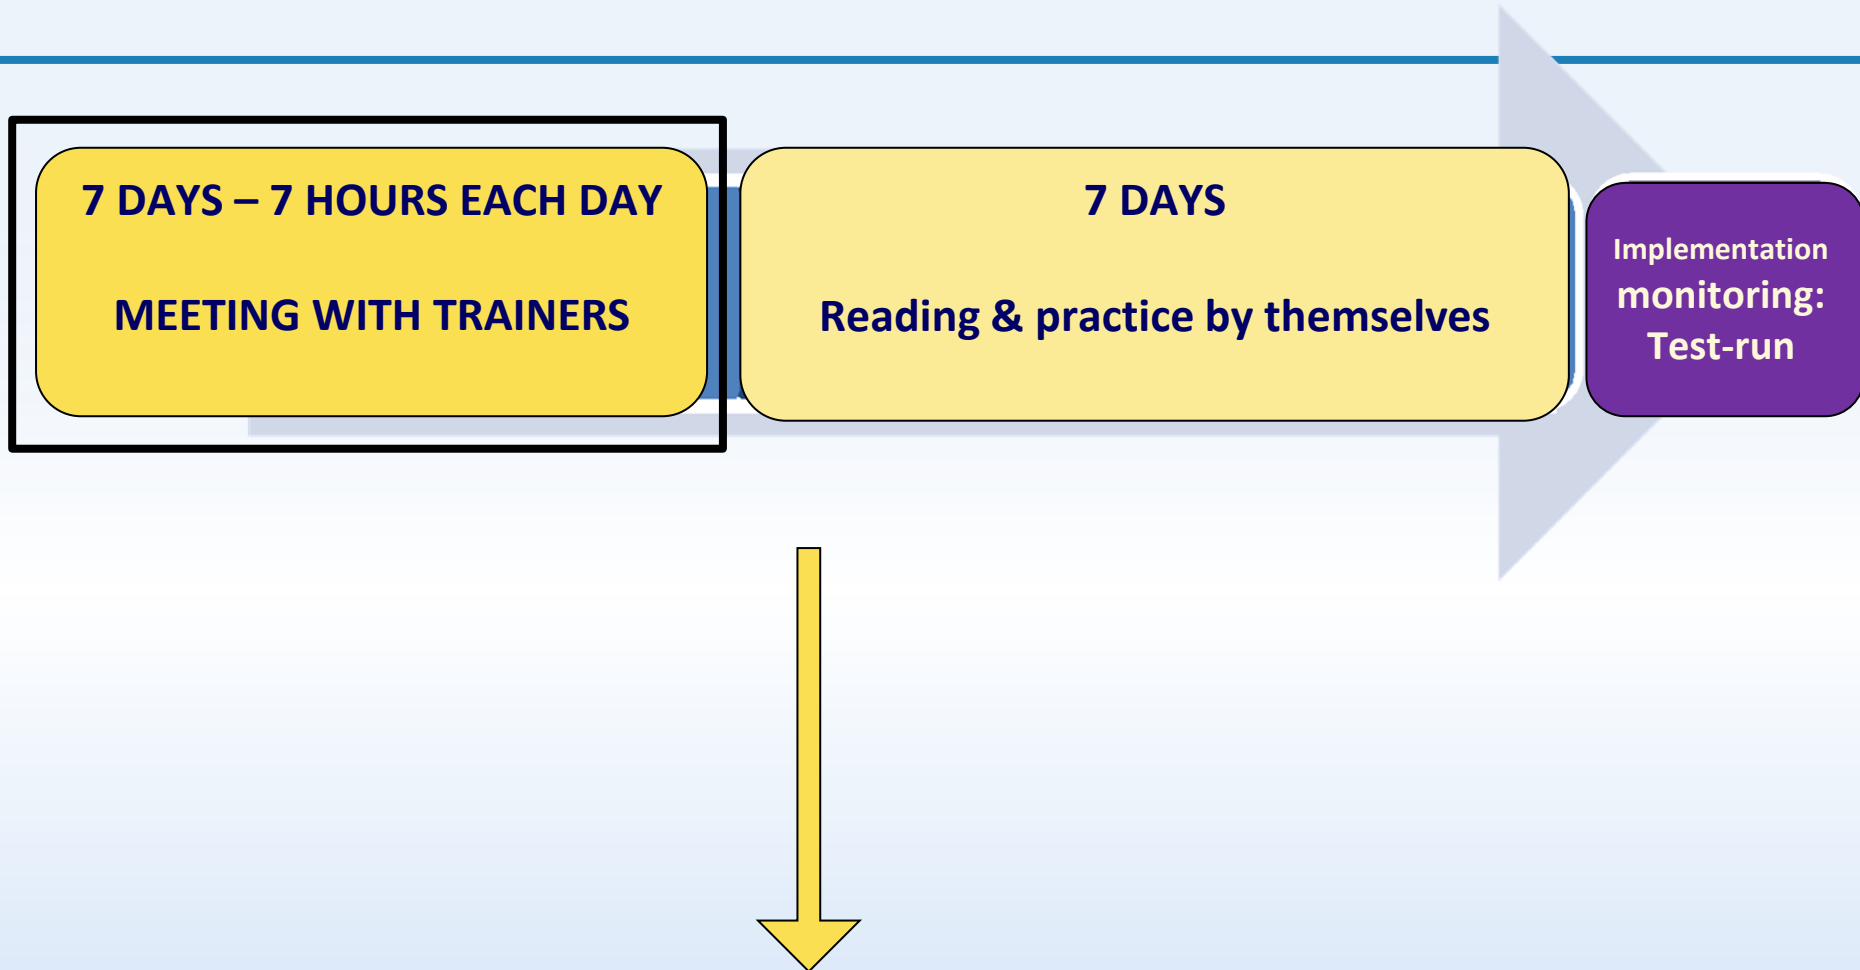 7 DAYS – 7 HOURS EACH DAY
MEETING WITH TRAINERS
7 DAYS
Reading & practice by themselves
Implementation
monitoring:
Test-run